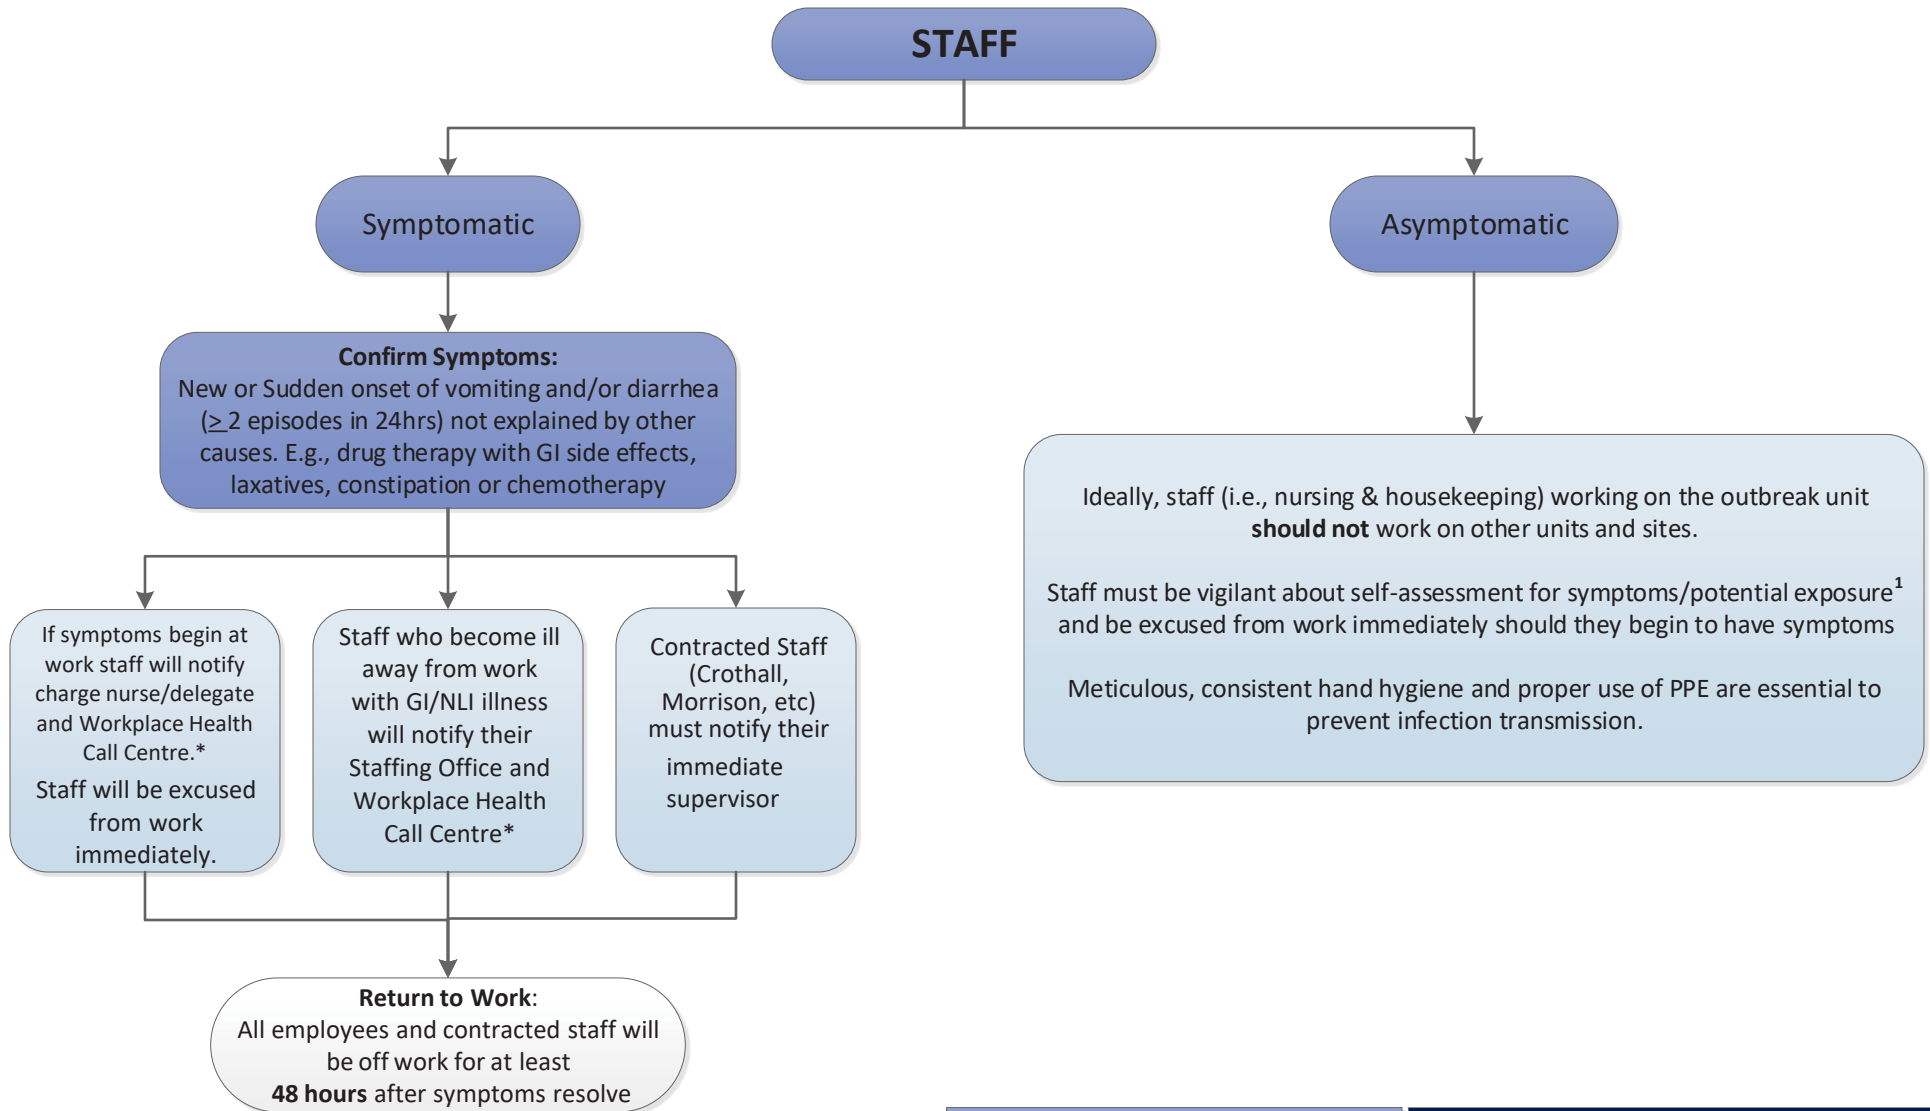 STAFF
Symptomatic
Asymptomatic
Confirm Symptoms:
New or Sudden onset of vomiting and/or diarrhea
(≥ 2 episodes in 24hrs) not explained by other
causes. E.g., drug therapy with GI side effects,
laxatives, constipation or chemotherapy
If symptoms begin at
work staff will notify
charge nurse/delegate
and Workplace Health
Call Centre.*
Staff will be excused
from work
immediately.
Staff who become ill
away from work
with GI/NLI illness
will notify their
Staffing Office and
Workplace Health
Call Centre*
Contracted Staff
(Crothall,
Morrison, etc)
must notify their
immediate
supervisor
Ideally, staff (i.e., nursing & housekeeping) working on the outbreak unit
should not work on other units and sites.
Staff must be vigilant about self-assessment for symptoms/potential exposure¹
and be excused from work immediately should they begin to have symptoms
Meticulous, consistent hand hygiene and proper use of PPE are essential to
prevent infection transmission.
Return to Work:
All employees and contracted staff will
be off work for at least
48 hours after symptoms resolve